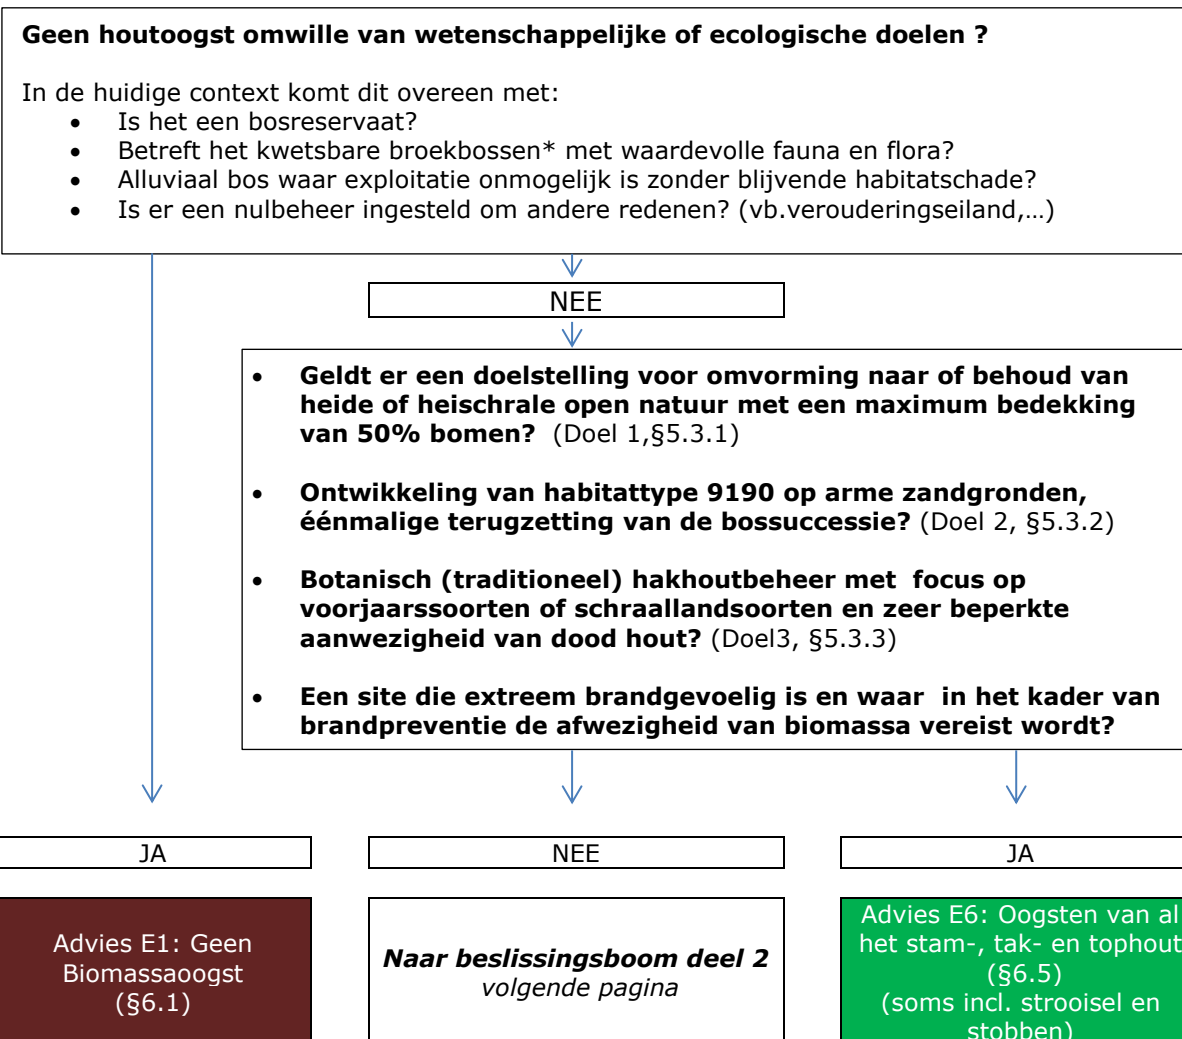 Geen houtoogst omwille van wetenschappelijke of ecologische doelen ?
In de huidige context komt dit overeen met:
• Is het een bosreservaat?
• Betreft het kwetsbare broekbossen* met waardevolle fauna en flora?
• Alluviaal bos waar exploitatie onmogelijk is zonder blijvende habitatschade?
• Is er een nulbeheer ingesteld om andere redenen? (vb.verouderingseiland,…)
NEE
• Geldt er een doelstelling voor omvorming naar of behoud van
heide of heischrale open natuur met een maximum bedekking
van 50% bomen? (Doel 1,§5.3.1)
• Ontwikkeling van habitattype 9190 op arme zandgronden,
éénmalige terugzetting van de bossuccessie? (Doel 2, §5.3.2)
• Botanisch (traditioneel) hakhoutbeheer met focus op
voorjaarssoorten of schraallandsoorten en zeer beperkte
aanwezigheid van dood hout? (Doel3, §5.3.3)
• Een site die extreem brandgevoelig is en waar in het kader van
brandpreventie de afwezigheid van biomassa vereist wordt?
JA
NEE
JA
Advies E1: Geen
Biomassaoogst
(§6.1)
Naar beslissingsboom deel 2
volgende pagina
Advies E6: Oogsten van al
het stam-, tak- en tophout
(§6.5)
(soms incl. strooisel en
stobben)